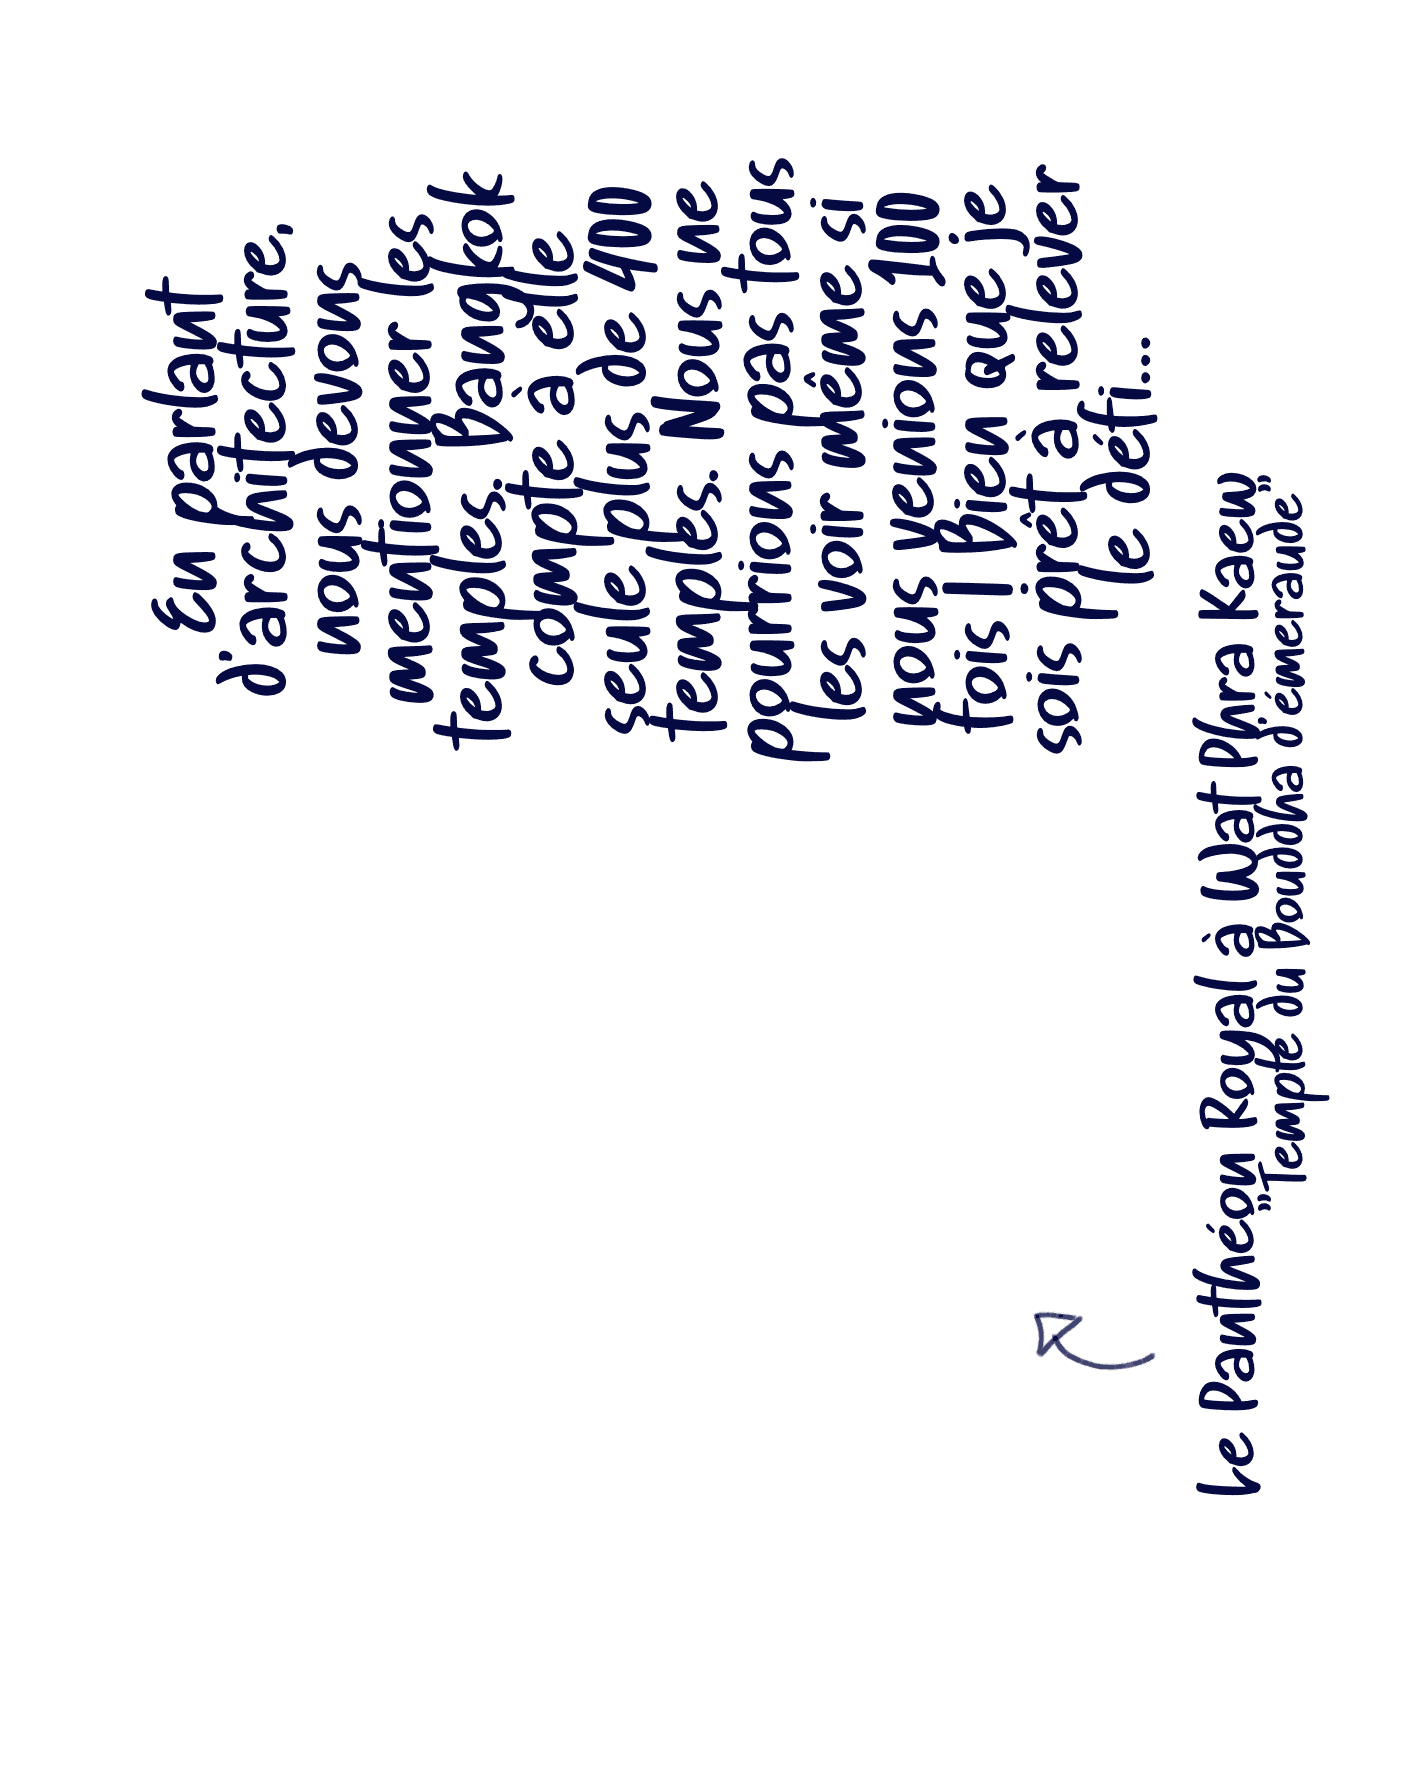 En parlant
d'architecture,
nous devons
mentionner les
temples. Bangkok
compte à elle
seule plus de 400
temples. Nous ne
pourrions pas tous
les voir même si
nous venions 100
fois ! Bien que je
sois prêt à relever
le défi...
Le Panthéon Royal à Wat Phra Kaew
"Temple du Bouddha d'émeraude"